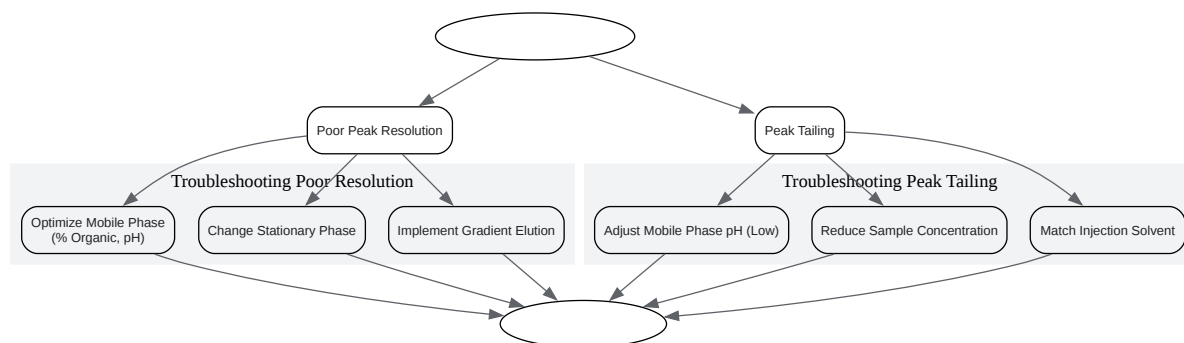 Poor Peak Resolution
Peak Tailing
Troubleshooting Poor Resolution
Troubleshooting Peak Tailing
Optimize Mobile Phase
(% Organic, pH)
Change Stationary Phase
Implement Gradient Elution
Adjust Mobile Phase pH (Low)
Reduce Sample Concentration
Match Injection Solvent